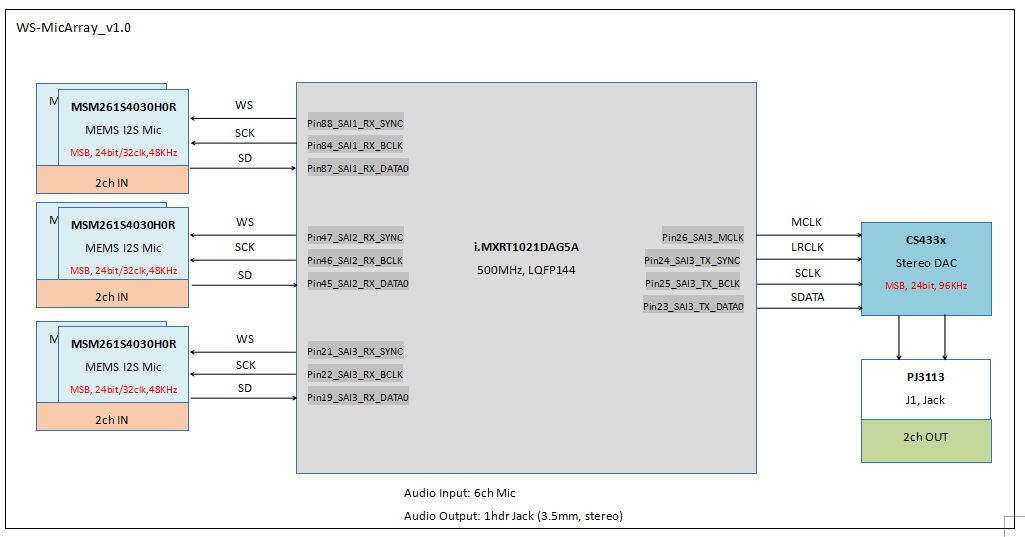 WS-MicArray_v1.0
M
MSM261S4030H0R
MEMS I2S Mic
MSB, 24bit/32clk,48KHz
2ch IN
WS
SCK
SD
Pin88_SAI1_RX_SYNC
Pin84_SAI1_RX_BCLK
Pin87_SAI1_RX_DATA0
M
MSM261S4030H0R
MEMS I2S Mic
MSB, 24bit/32clk,48KHz
2ch IN
WS
SCK
SD
Pin47_SAI2_RX_SYNC
Pin46_SAI2_RX_BCLK
Pin45_SAI2_RX_DATA0
M
MSM261S4030H0R
MEMS I2S Mic
MSB, 24bit/32clk,48KHz
2ch IN
WS
SCK
SD
Pin21_SAI3_RX_SYNC
Pin22_SAI3_RX_BCLK
Pin19_SAI3_RX_DATA0
i.MXRT1021DAG5A
500MHz, LQFP144
Pin26_SAI3_MCLK
Pin24_SAI3_TX_SYNC
Pin25_SAI3_TX_BCLK
Pin23_SAI3_TX_DATA0
MCLK
LRCLK
SCLK
SDATA
CS433x
Stereo DAC
MSB, 24bit, 96KHz
PJ3113
J1, Jack
2ch OUT
Audio Input: 6ch Mic
Audio Output: 1hdr Jack (3.5mm, stereo)